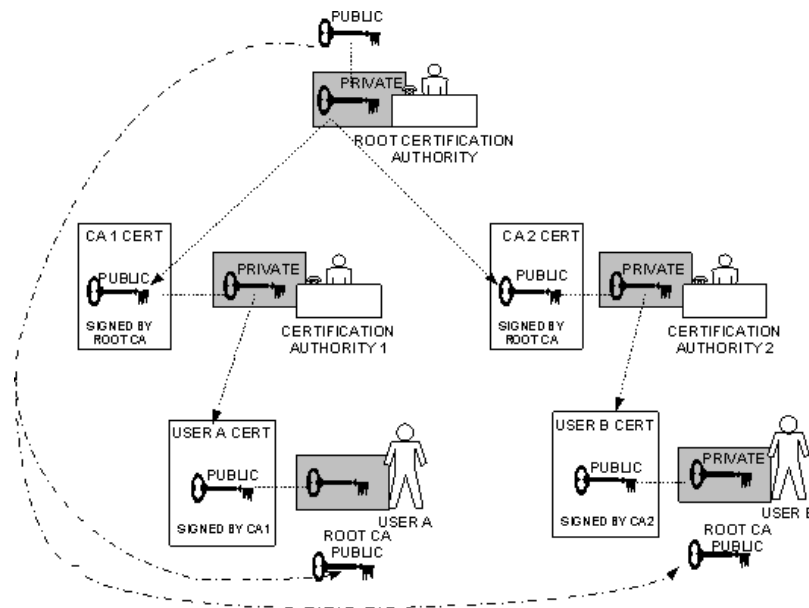 PUBLIC
PRIVATE
ROOT CERTIFICATION
AUTHORITY
CA 1 CERT
PUBLIC
SIGNED BY
ROOT CA
PRIVATE
CERTIFICATION
AUTHORITY 1
CA 2 CERT
PUBLIC
SIGNED BY
ROOT CA
PRIVATE
CERTIFICATION
AUTHORITY 2
USER A CERT
PUBLIC
SIGNED BY CA1
USER A
ROOT CA
PUBLIC
USER B CERT
PUBLIC
SIGNED BY CA2
PRIVATE
USER B
ROOT CA
PUBLIC